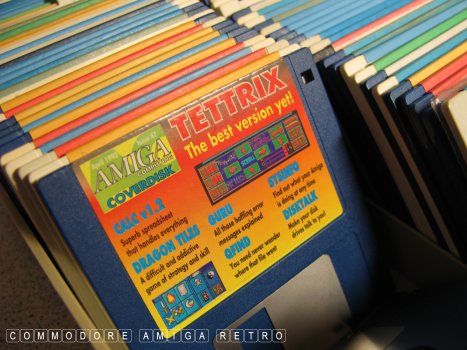 TETTRIX
The best version yet!
AMIGA
COVERDISK
CALC v1.2
Superb spreadsheet
that handles everything
DRAGON TILES
A difficult and addictive
game of strategy and skill
GURU
All those baffling error
messages explained
QFIND
You need never wonder
where that file went
SYSINFO
Find out what your Amiga
is doing at any time
DISKTALK
Make your disk
drives talk to you!
COMMODORE AMIGA RETRO